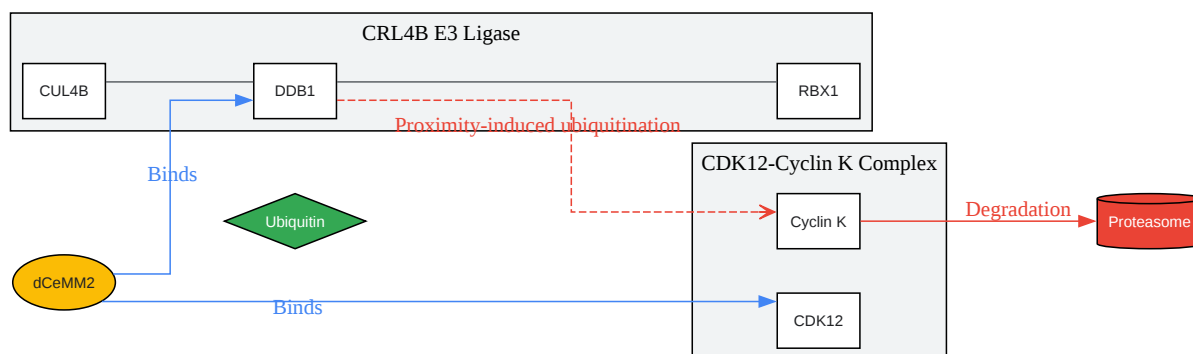 CRL4B E3 Ligase
CUL4B
DDB1
RBX1
Proximity-induced ubiquitination
CDK12-Cyclin K Complex
Binds
Ubiquitin
Cyclin K
Degradation
Proteasome
dCeMM2
Binds
CDK12